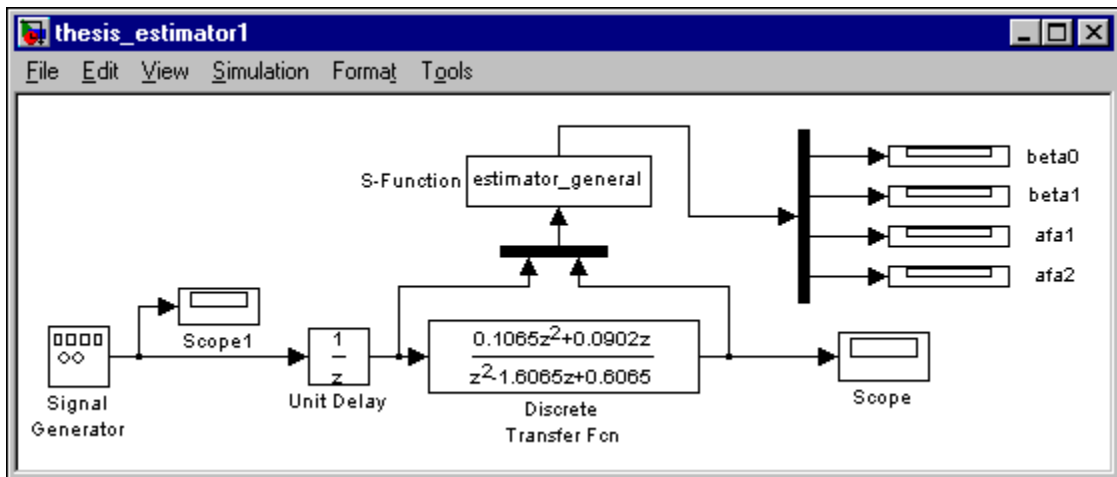 thesis_estimator1
File Edit View Simulation Format Tools
S-Function
estimator_general
beta0
beta1
afa1
afa2
Scope1
Signal
Generator
1
z
Unit Delay
0.1065z2+0.0902z
z2-1.6065z+0.6065
Discrete
Transfer Fcn
Scope